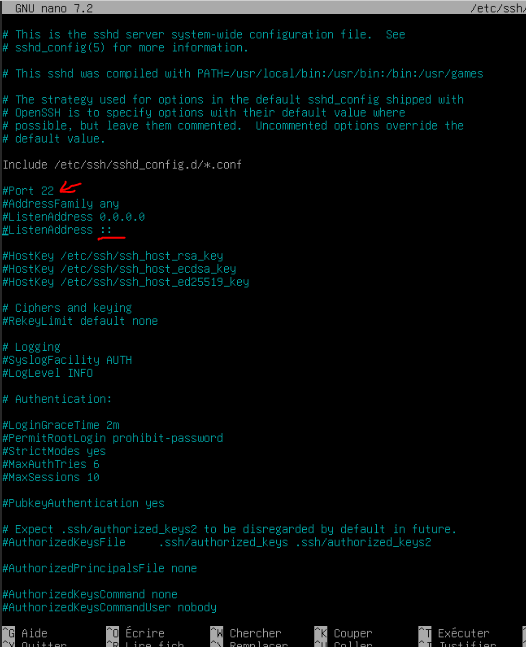 GNU nano 7.2 /etc/ssh/
# This is the sshd server system-wide configuration file.  See
# sshd_config(5) for more information.
# This sshd was compiled with PATH=/usr/local/bin:/usr/bin:/bin:/usr/games
# The strategy used for options in the default sshd_config shipped with
# OpenSSH is to specify options with their default value where
# possible, but leave them commented.  Uncommented options override the
# default value.
Include /etc/ssh/sshd_config.d/*.conf
#Port 22
#AddressFamily any
#ListenAddress 0.0.0.0
#ListenAddress ::
#HostKey /etc/ssh/ssh_host_rsa_key
#HostKey /etc/ssh/ssh_host_ecdsa_key
#HostKey /etc/ssh/ssh_host_ed25519_key
# Ciphers and keying
#RekeyLimit default none
# Logging
#SyslogFacility AUTH
#LogLevel INFO
# Authentication:
#LoginGraceTime 2m
#PermitRootLogin prohibit-password
#StrictModes yes
#MaxAuthTries 6
#MaxSessions 10
#PubkeyAuthentication yes
# Expect .ssh/authorized_keys2 to be disregarded by default in future.
#AuthorizedKeysFile     .ssh/authorized_keys .ssh/authorized_keys2
#AuthorizedPrincipalsFile none
#AuthorizedKeysCommand none
#AuthorizedKeysCommandUser nobody
^G Aide ^O Écrire ^W Chercher ^K Couper ^T Exécuter
^X Quitter ^R Lire fich. ^\ Remplacer ^U Coller ^J Justifier